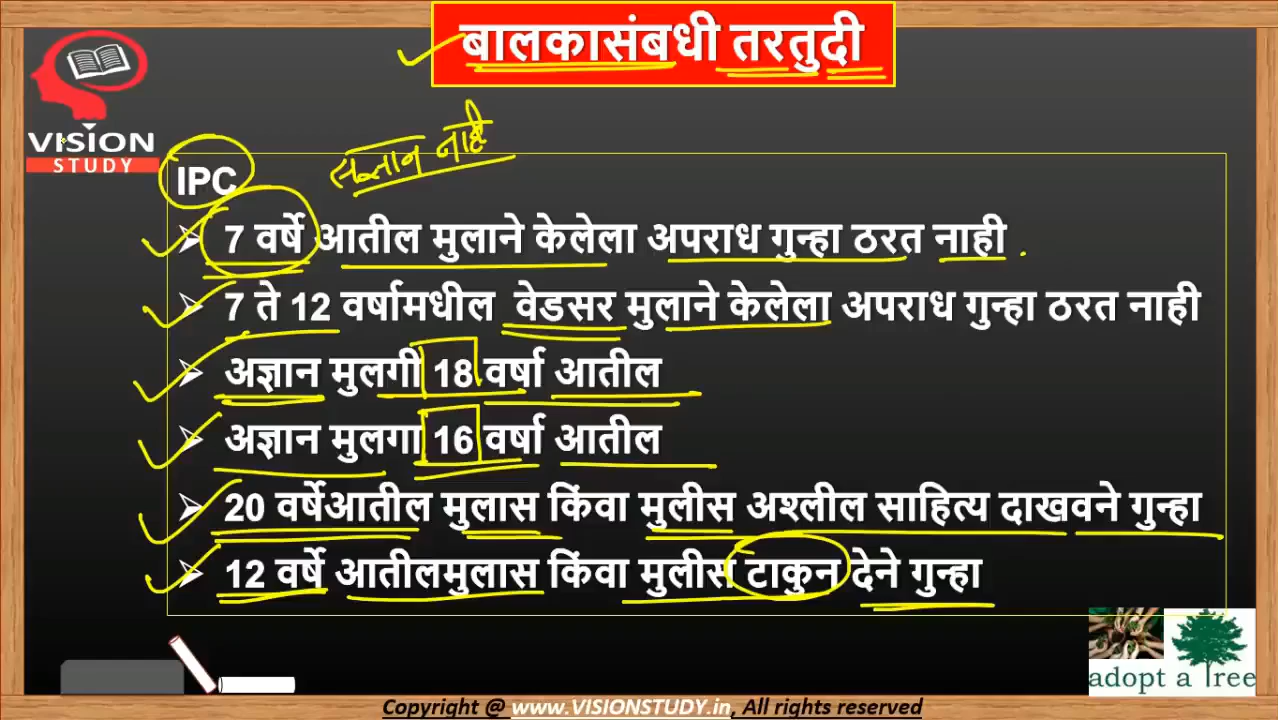 बालकासंबधी तरतुदी
VISION
STUDY
सज्ञान नाही
IPC
7 वर्षे आतील मुलाने केलेला अपराध गुन्हा ठरत नाही
7 ते 12 वर्षामधील वेडसर मुलाने केलेला अपराध गुन्हा ठरत नाही
अज्ञान मुलगी 18 वर्षा आतील
अज्ञान मुलगा 16 वर्षा आतील
20 वर्षेआतील मुलास किंवा मुलीस अश्लील साहित्य दाखवने गुन्हा
12 वर्षे आतीलमुलास किंवा मुलीस टाकुन देने गुन्हा
adopt a Tree
Copyright @ www.VISIONSTUDY.in, All rights reserved